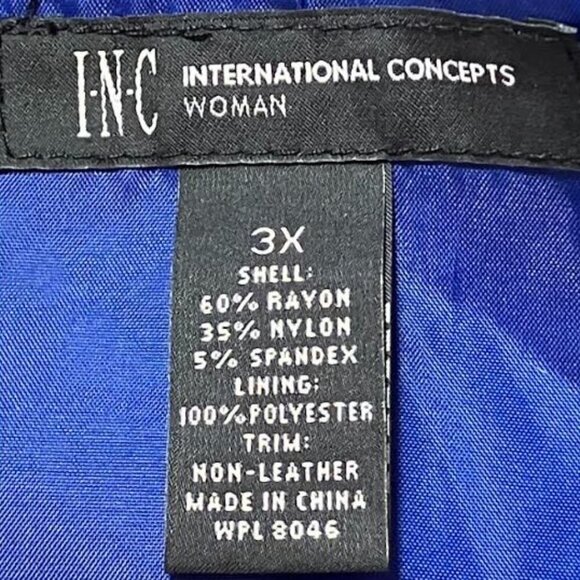 I·N·C INTERNATIONAL CONCEPTS
WOMAN
3X
SHELL:
60% RAYON
35% NYLON
5% SPANDEX
LINING:
100% POLYESTER
TRIM:
NON-LEATHER
MADE IN CHINA
WPL 8046